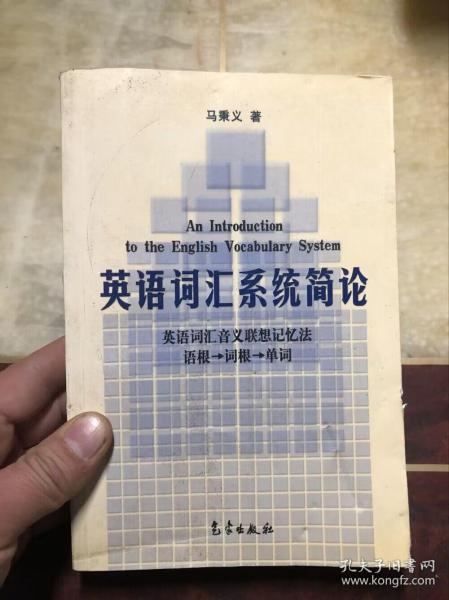 马秉义 著
An Introduction
to the English Vocabulary System
英语词汇系统简论
英语词汇音义联想记忆法
语根→词根→单词
气象出版社
孔夫子旧书网
www.kongfz.com